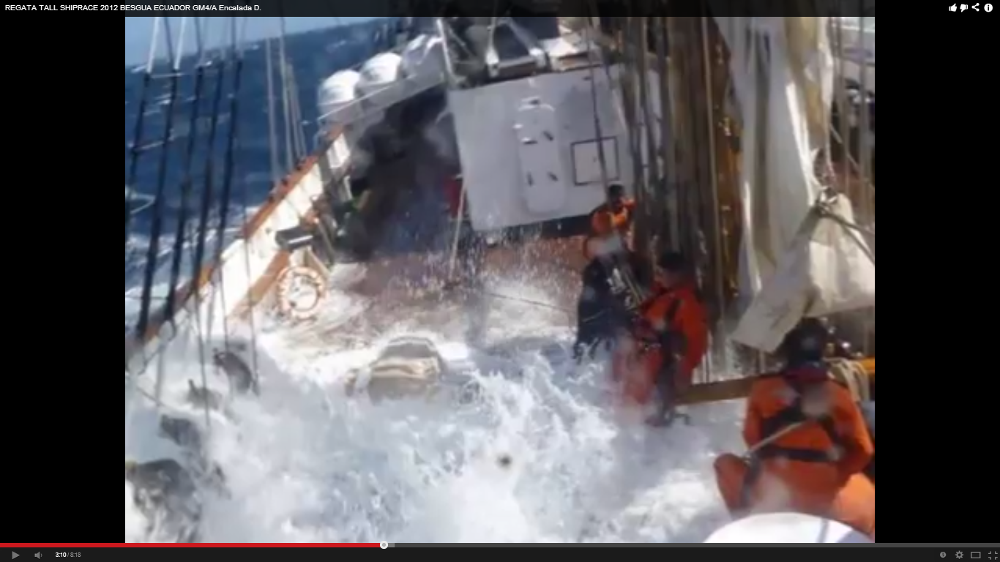 REGATA TALL SHIPRACE 2012 BESGUA ECUADOR GM4/A Encalada D.
3:10 / 8:18